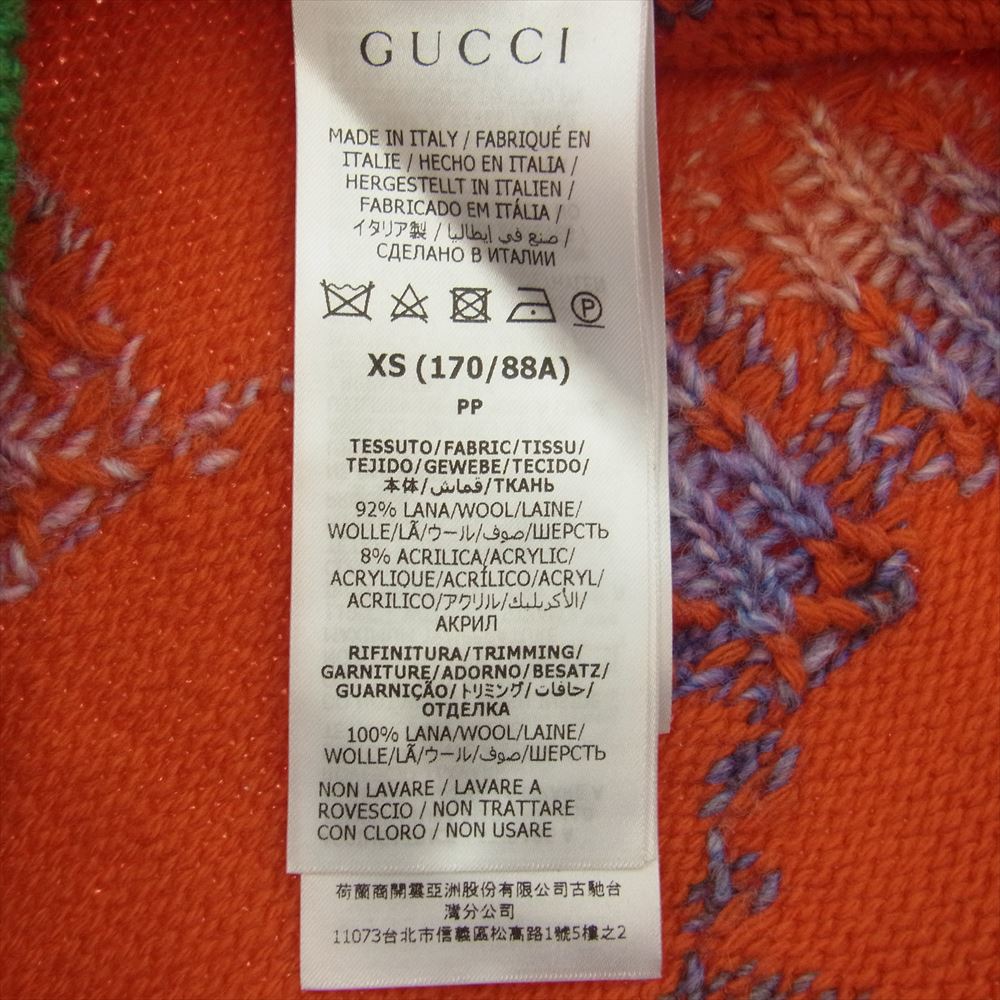 GUCCI
MADE IN ITALY / FABRIQUÉ EN
ITALIE / HECHO EN ITALIA /
HERGESTELLT IN ITALIEN /
FABRICADO EM ITÁLIA /
イタリア製 / صنع في إيطاليا /
СДЕЛАНО В ИТАЛИИ
P
XS (170/88A)
PP
TESSUTO/FABRIC/TISSU/
TEJIDO/GEWEBE/TECIDO/
本体/قماش/ТКАНЬ
92% LANA/WOOL/LAINE/
WOLLE/LÃ/ウール/صوف/ШЕРСТЬ
8% ACRILICA/ACRYLIC/
ACRYLIQUE/ACRÍLICO/ACRYL/
ACRILICO/アクリル/الأكريليك/
АКРИЛ
RIFINITURA/TRIMMING/
GARNITURE/ADORNO/BESATZ/
GUARNIÇÃO/トリミング/حافات/
ОТДЕЛКА
100% LANA/WOOL/LAINE/
WOLLE/LÃ/ウール/صوف/ШЕРСТЬ
NON LAVARE / LAVARE A
ROVESCIO / NON TRATTARE
CON CLORO / NON USARE
荷蘭商開雲亞洲股份有限公司古馳台
灣分公司
11073台北市信義區松高路1號5樓之2